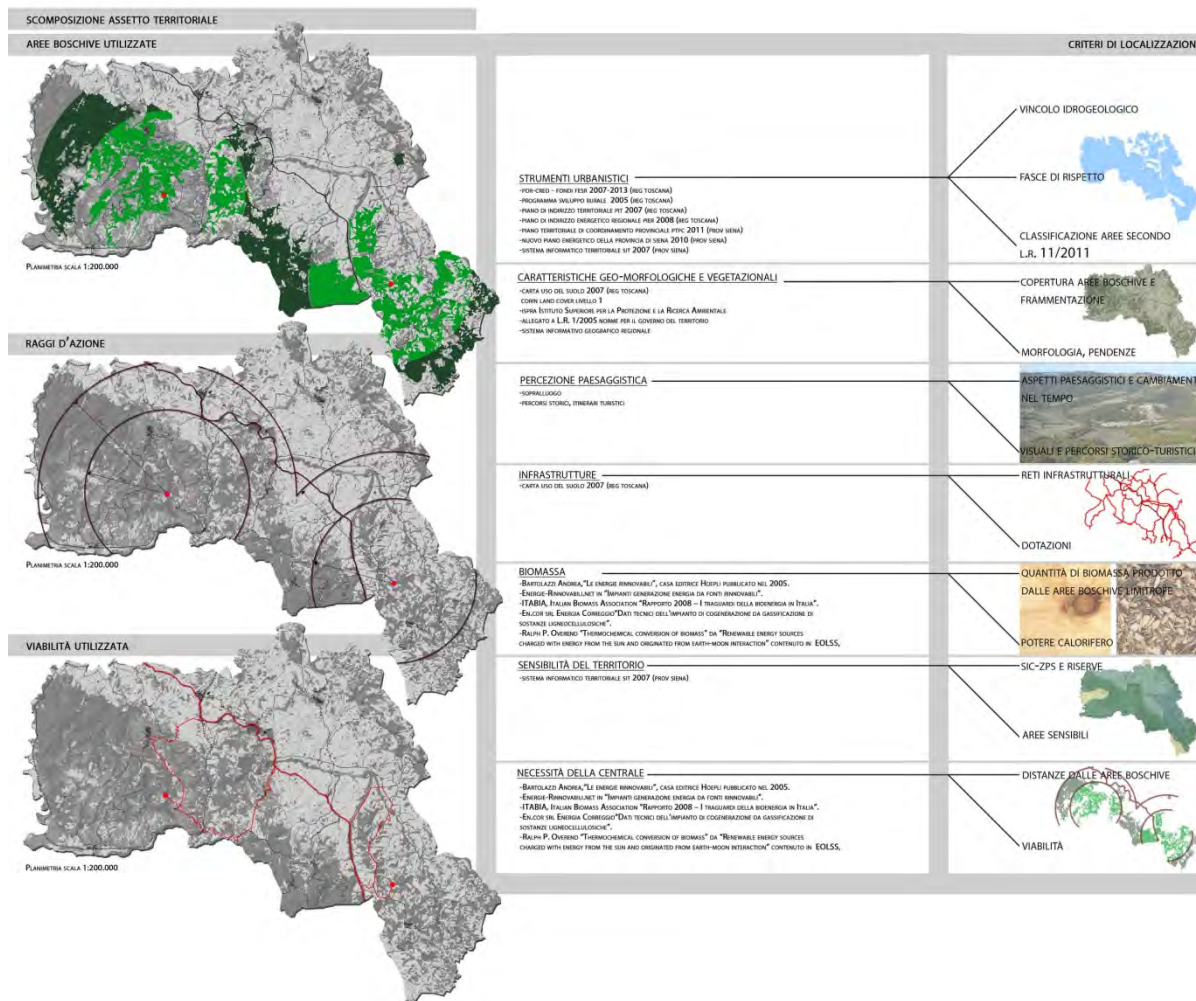 SCOMPOSIZIONE ASSETTO TERRITORIALE
AREE BOSCHIVE UTILIZZATE
PLANIMETRIA SCALA 1:200.000
RAGGI D'AZIONE
PLANIMETRIA SCALA 1:200.000
VIABILITÀ UTILIZZATA
PLANIMETRIA SCALA 1:200.000
STRUMENTI URBANISTICI
-POR-CREO - FONDI FESR 2007-2013 (REG TOSCANA)
-PROGRAMMA SVILUPPO RURALE 2005 (REG TOSCANA)
-PIANO DI INDIRIZZO TERRITORIALE PIT 2007 (REG TOSCANA)
-PIANO DI INDIRIZZO ENERGETICO REGIONALE PIER 2008 (REG TOSCANA)
-PIANO TERRITORIALE DI COORDINAMENTO PROVINCIALE PTPC 2011 (PROV SIENA)
-NUOVO PIANO ENERGETICO DELLA PROVINCIA DI SIENA 2010 (PROV SIENA)
-SISTEMA INFORMATICO TERRITORIALE SIT 2007 (PROV SIENA)
CARATTERISTICHE GEO-MORFOLOGICHE E VEGETAZIONALI
-CARTA USO DEL SUOLO 2007 (REG TOSCANA)
CORIN LAND COVER LIVELLO 1
-ISPRA ISTITUTO SUPERIORE PER LA PROTEZIONE E LA RICERCA AMBIENTALE
-ALLEGATO A L.R. 1/2005 NORME PER IL GOVERNO DEL TERRITORIO
-SISTEMA INFORMATIVO GEOGRAFICO REGIONALE
PERCEZIONE PAESAGGISTICA
-SOPRALLUOGO
-PERCORSI STORICI, ITINERARI TURISTICI
INFRASTRUTTURE
-CARTA USO DEL SUOLO 2007 (REG TOSCANA)
BIOMASSA
-BARTOLAZZI ANDREA,"LE ENERGIE RINNOVABILI", CASA EDITRICE HOEPLI PUBBLICATO NEL 2005.
-ENERGIE-RINNOVABILI.NET IN "IMPIANTI GENERAZIONE ENERGIA DA FONTI RINNOVABILI".
-ITABIA, ITALIAN BIOMASS ASSOCIATION "RAPPORTO 2008 – I TRAGUARDI DELLA BIOENERGIA IN ITALIA".
-EN.COR SRL ENERGIA CORREGGIO"DATI TECNICI DELL'IMPIANTO DI COGENERAZIONE DA GASSIFICAZIONE DI
SOSTANZE LIGNEOCELLULOSICHE".
-RALPH P. OVEREND "THERMOCHEMICAL CONVERSION OF BIOMASS" DA "RENEWABLE ENERGY SOURCES
CHARGED WITH ENERGY FROM THE SUN AND ORIGINATED FROM EARTH-MOON INTERACTION" CONTENUTO IN EOLSS,
SENSIBILITÀ DEL TERRITORIO
-SISTEMA INFORMATICO TERRITORIALE SIT 2007 (PROV SIENA)
NECESSITÀ DELLA CENTRALE
-BARTOLAZZI ANDREA,"LE ENERGIE RINNOVABILI", CASA EDITRICE HOEPLI PUBBLICATO NEL 2005.
-ENERGIE-RINNOVABILI.NET IN "IMPIANTI GENERAZIONE ENERGIA DA FONTI RINNOVABILI".
-ITABIA, ITALIAN BIOMASS ASSOCIATION "RAPPORTO 2008 – I TRAGUARDI DELLA BIOENERGIA IN ITALIA".
-EN.COR SRL ENERGIA CORREGGIO"DATI TECNICI DELL'IMPIANTO DI COGENERAZIONE DA GASSIFICAZIONE DI
SOSTANZE LIGNEOCELLULOSICHE".
-RALPH P. OVEREND "THERMOCHEMICAL CONVERSION OF BIOMASS" DA "RENEWABLE ENERGY SOURCES
CHARGED WITH ENERGY FROM THE SUN AND ORIGINATED FROM EARTH-MOON INTERACTION" CONTENUTO IN EOLSS,
CRITERI DI LOCALIZZAZION
VINCOLO IDROGEOLOGICO
FASCE DI RISPETTO
CLASSIFICAZIONE AREE SECONDO
L.R. 11/2011
COPERTURA AREE BOSCHIVE E
FRAMMENTAZIONE
MORFOLOGIA, PENDENZE
ASPETTI PAESAGGISTICI E CAMBIAMENT
NEL TEMPO
VISUALI E PERCORSI STORICO-TURISTICI
RETI INFRASTRUTTURALI
DOTAZIONI
QUANTITÀ DI BIOMASSA PRODOTTO
DALLE AREE BOSCHIVE LIMITROFE
POTERE CALORIFERO
SIC-ZPS E RISERVE
AREE SENSIBILI
DISTANZE DALLE AREE BOSCHIVE
VIABILITÀ